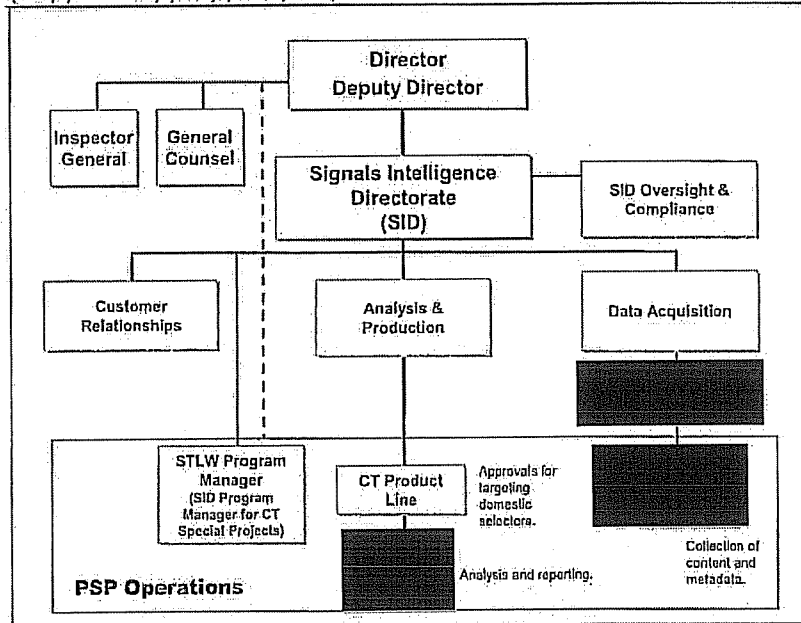 Director
Deputy Director
Inspector
General
General
Counsel
Signals Intelligence
Directorate
(SID)
SID Oversight &
Compliance
Customer
Relationships
Analysis &
Production
Data Acquisition
STLW Program
Manager
(SID Program
Manager for CT
Special Projects)
CT Product
Line
Approvals for
targeting
domestic
selectors.
Analysis and reporting.
Collection of
content and
metadata.
PSP Operations